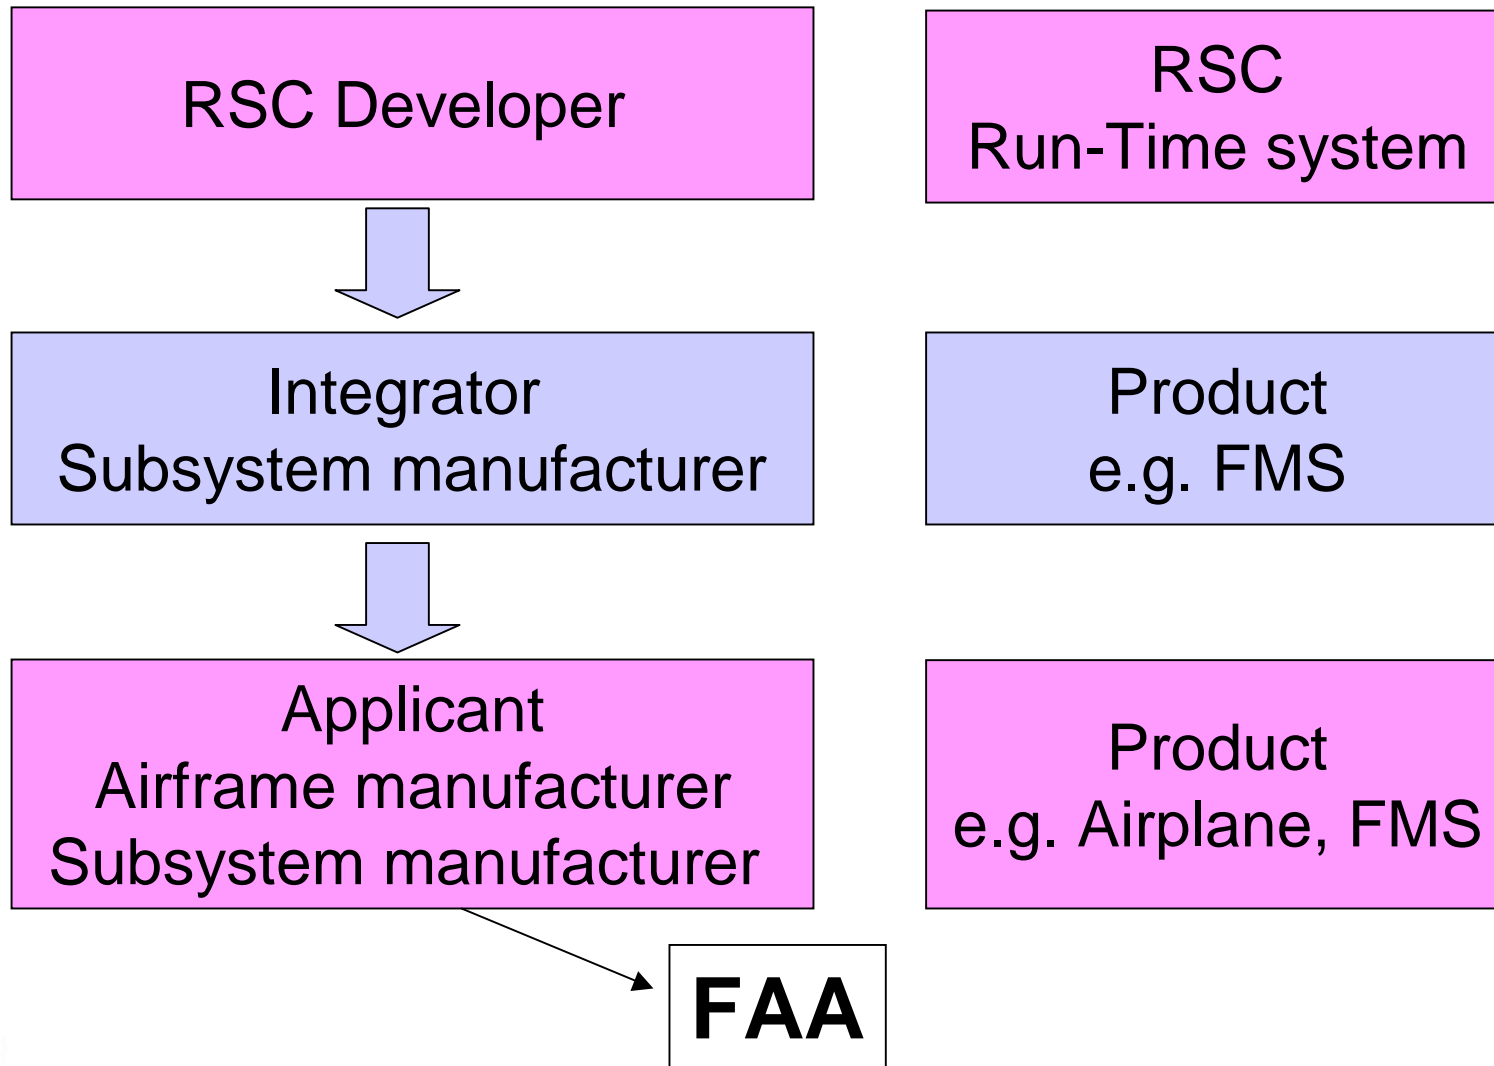 RSC Developer
RSC
Run-Time system
Integrator
Subsystem manufacturer
Product
e.g. FMS
Applicant
Airframe manufacturer
Subsystem manufacturer
Product
e.g. Airplane, FMS
FAA